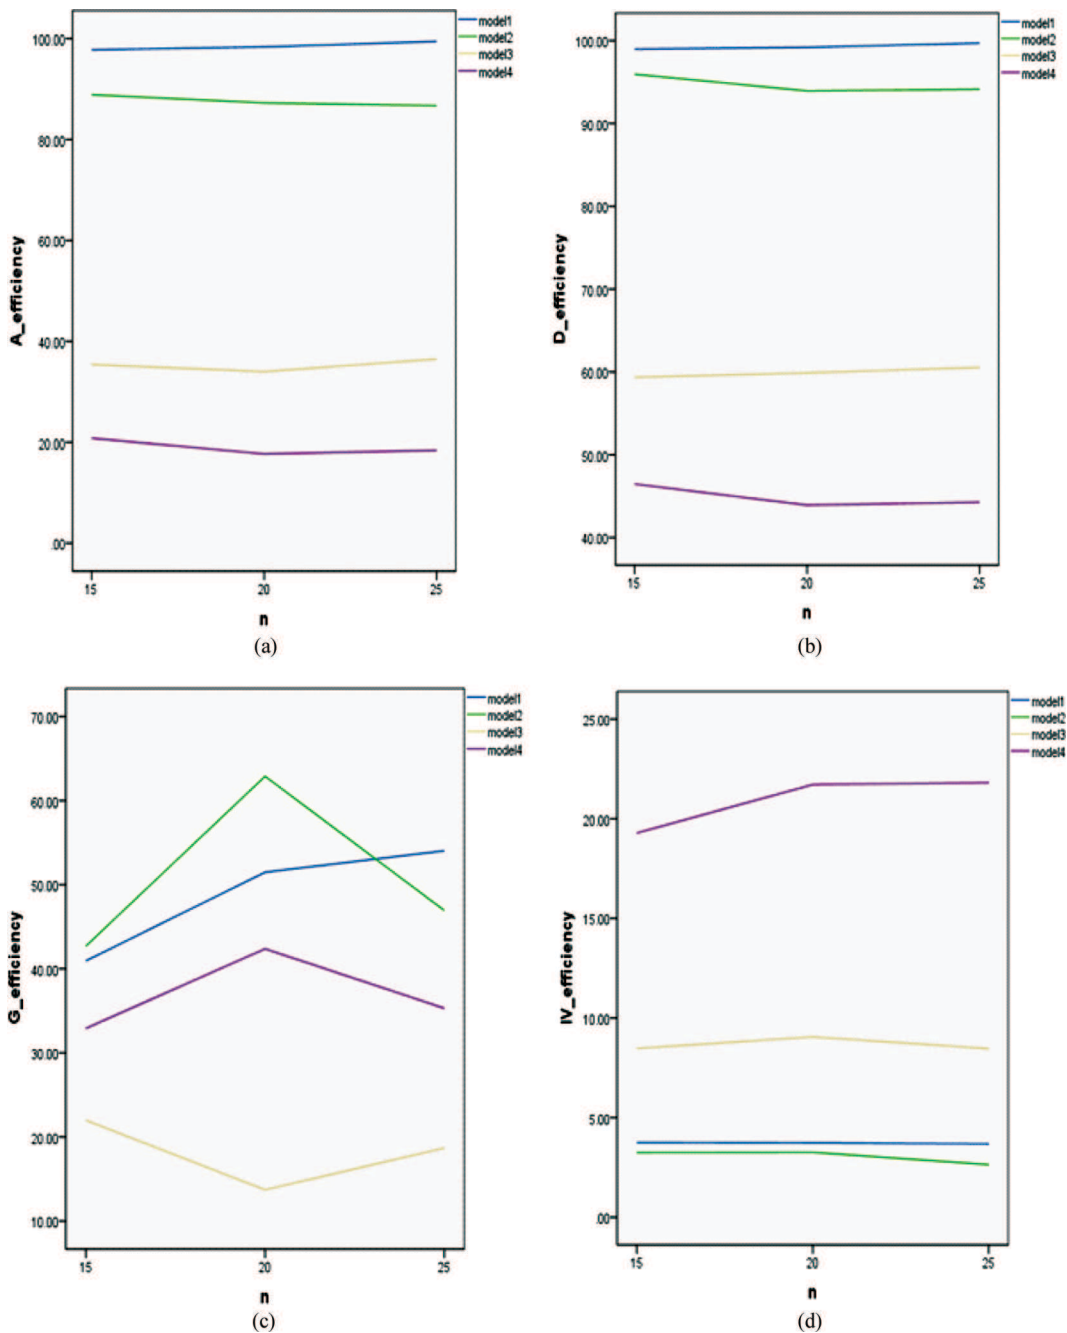 model1
model2
model3
model4
100.00
80.00
60.00
40.00
20.00
.00
A_efficiency
15
20
25
n
(a)
model1
model2
model3
model4
100.00
90.00
80.00
70.00
60.00
50.00
40.00
D_efficiency
15
20
25
n
(b)
model1
model2
model3
model4
70.00
60.00
50.00
40.00
30.00
20.00
10.00
G_efficiency
15
20
25
n
(c)
model1
model2
model3
model4
25.00
20.00
15.00
10.00
5.00
.00
IV_efficiency
15
20
25
n
(d)